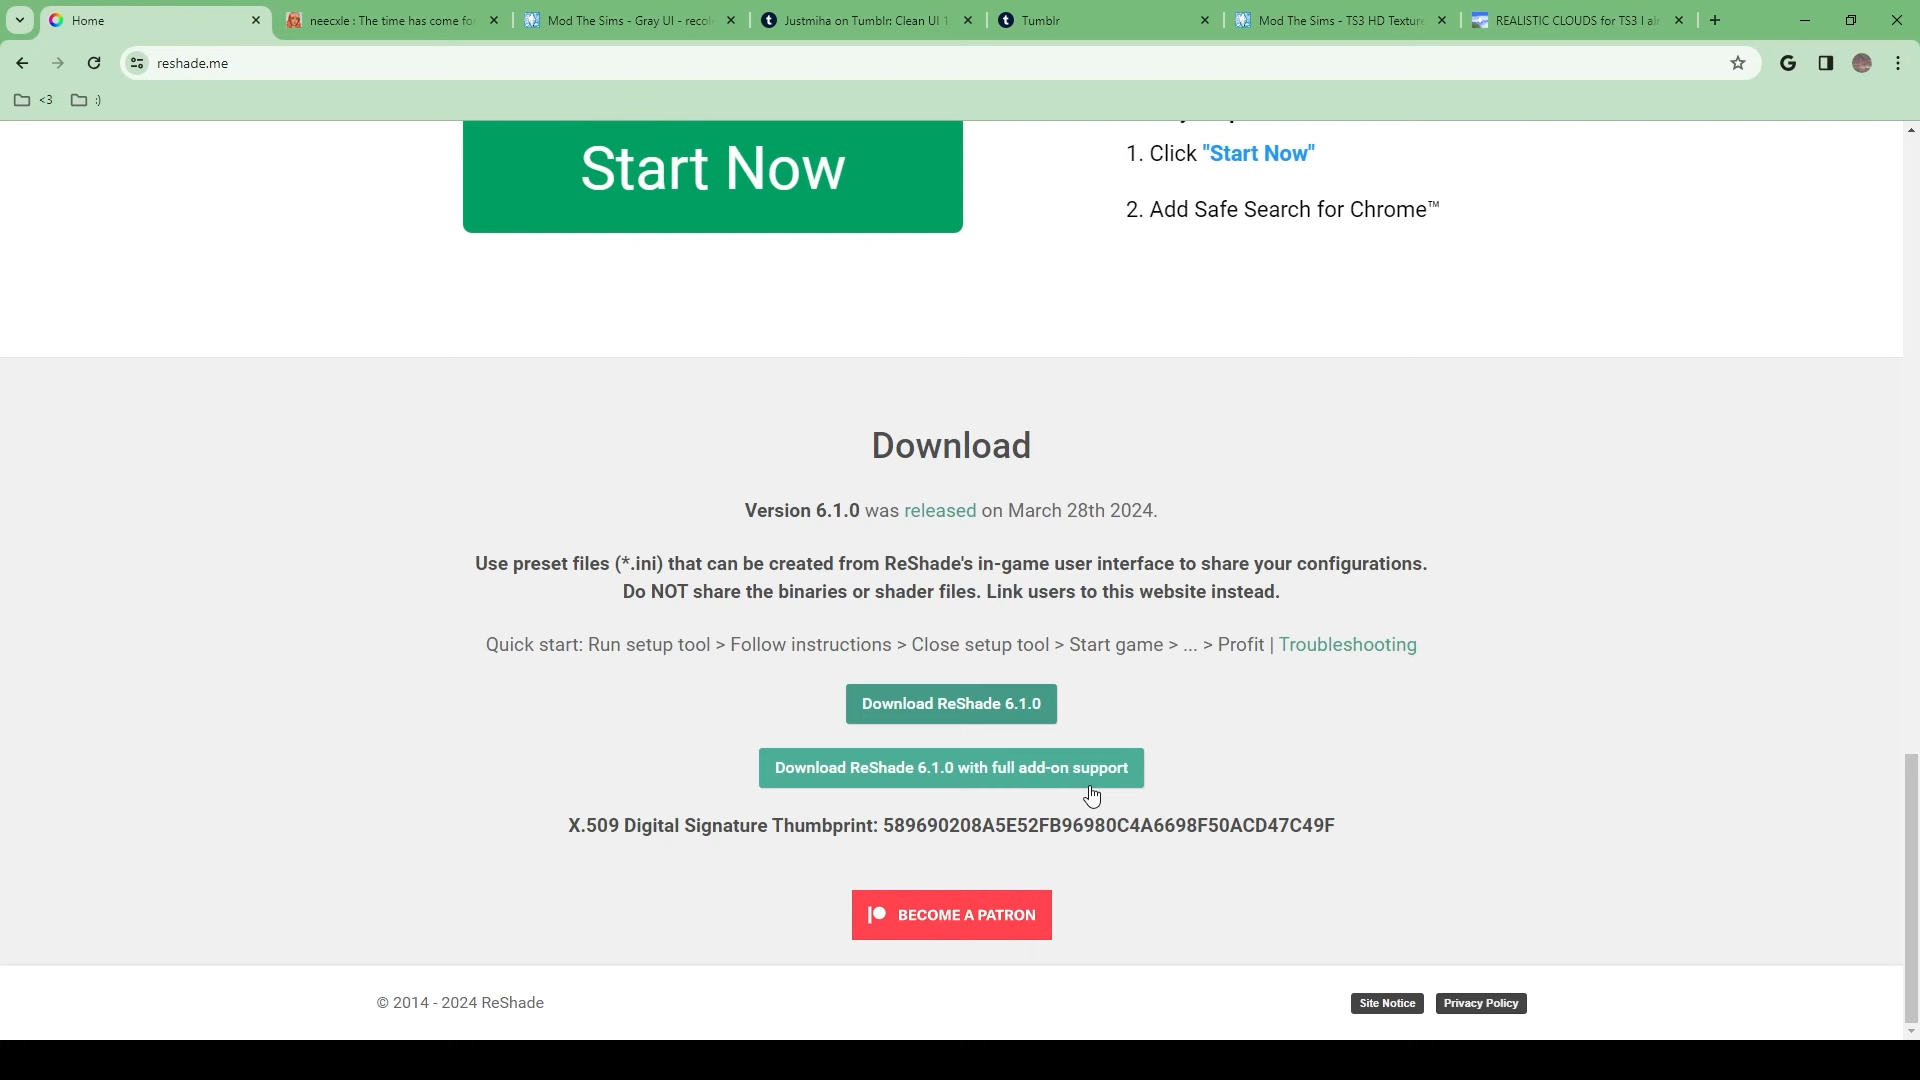 Home
neecxle : The time has come fo
Mod The Sims - Gray UI - recol
Justmiha on Tumblr: Clean UI 1
Tumblr
Mod The Sims - TS3 HD Texture
REALISTIC CLOUDS for TS3 I al
reshade.me
<3
:)
Start Now
1. Click "Start Now"
2. Add Safe Search for Chrome™
Download
Version 6.1.0 was released on March 28th 2024.
Use preset files (*.ini) that can be created from ReShade's in-game user interface to share your configurations.
Do NOT share the binaries or shader files. Link users to this website instead.
Quick start: Run setup tool > Follow instructions > Close setup tool > Start game > ... > Profit | Troubleshooting
Download ReShade 6.1.0
Download ReShade 6.1.0 with full add-on support
X.509 Digital Signature Thumbprint: 589690208A5E52FB96980C4A6698F50ACD47C49F
BECOME A PATRON
© 2014 - 2024 ReShade
Site Notice
Privacy Policy